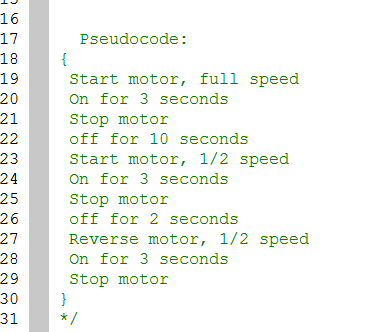 16
17 Pseudocode:
18 {
19 Start motor, full speed
20 On for 3 seconds
21 Stop motor
22 off for 10 seconds
23 Start motor, 1/2 speed
24 On for 3 seconds
25 Stop motor
26 off for 2 seconds
27 Reverse motor, 1/2 speed
28 On for 3 seconds
29 Stop motor
30 }
31 */